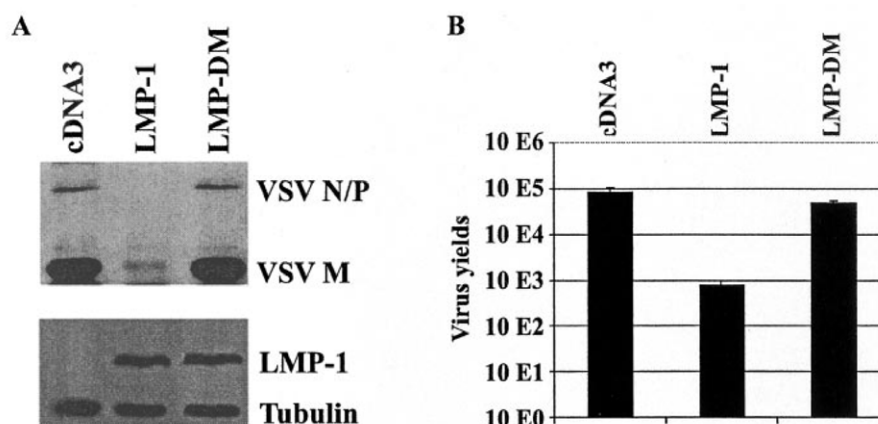 A
cDNA3
LMP-1
LMP-DM
VSV N/P
VSV M
LMP-1
Tubulin
B
cDNA3
LMP-1
LMP-DM
Virus yields
10 E6
10 E5
10 E4
10 E3
10 E2
10 E1
10 E0